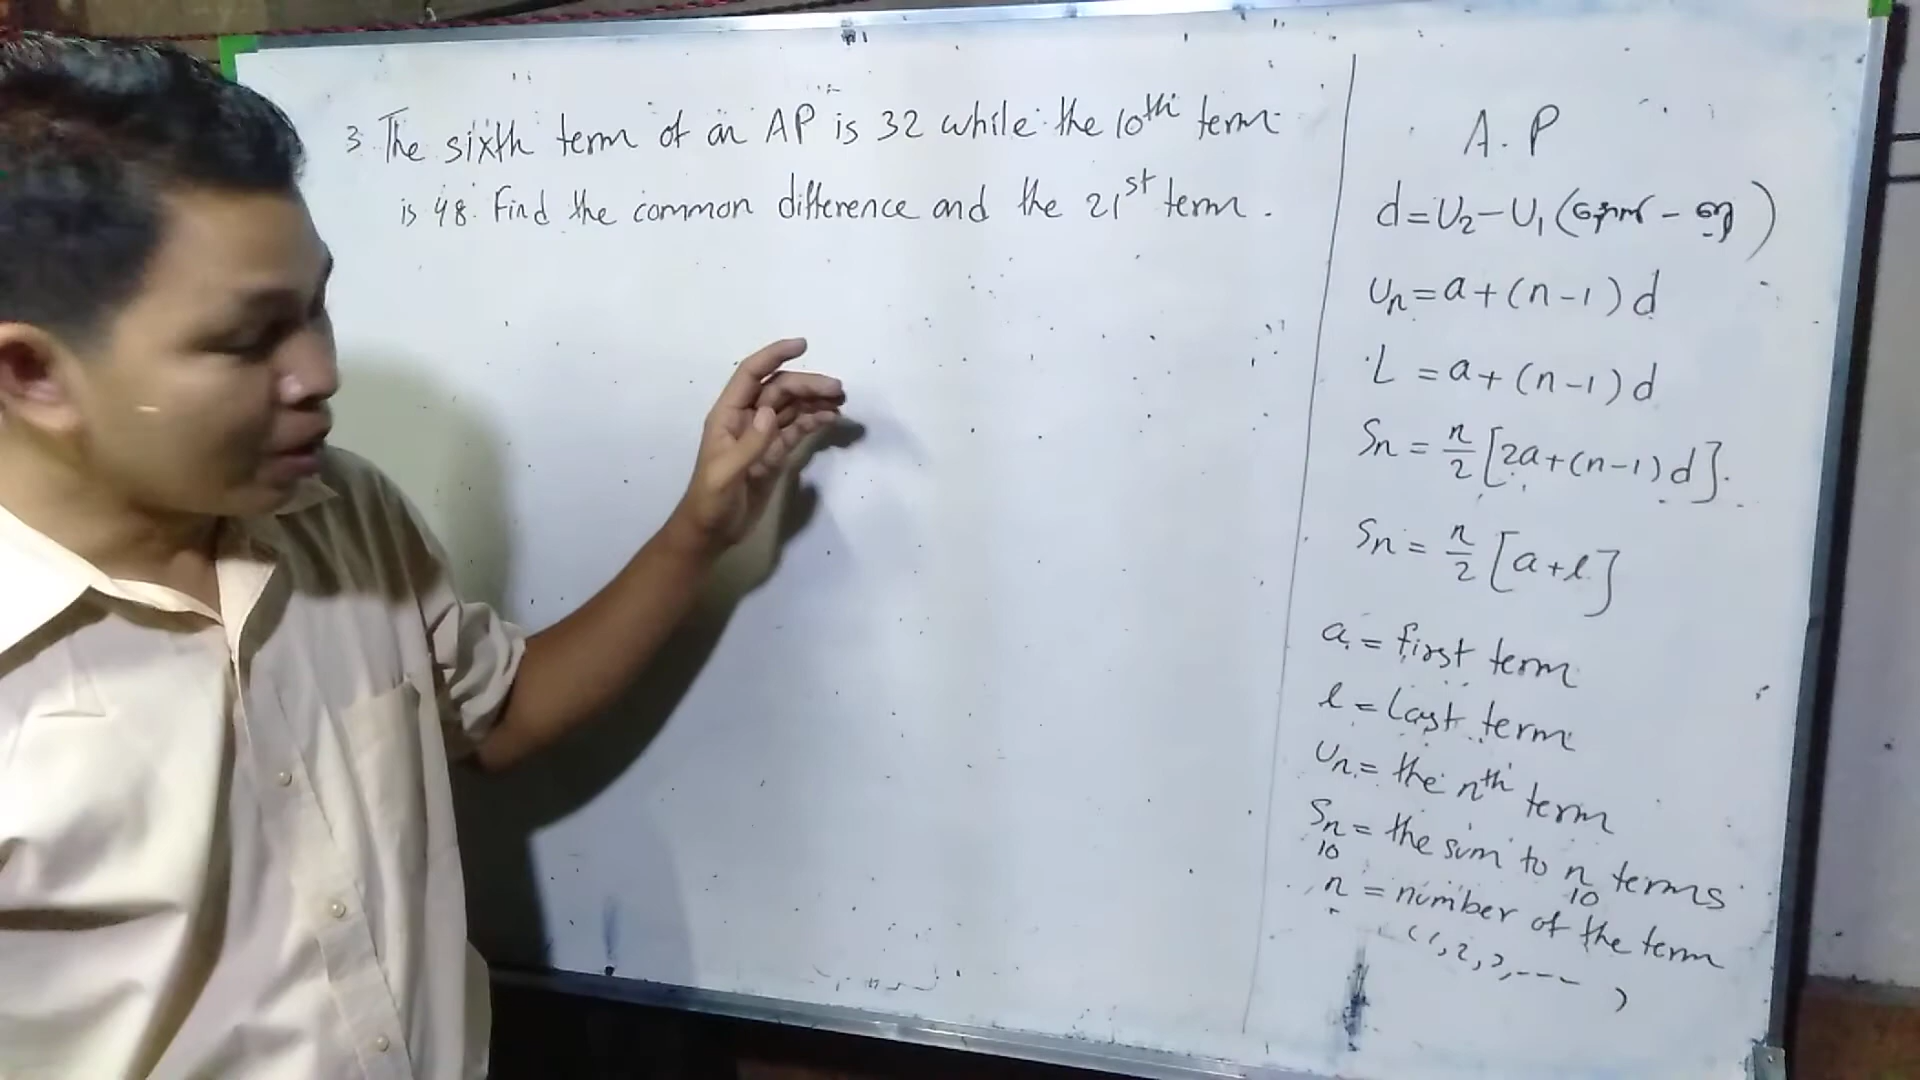 3. The sixth term of an AP is 32 while the 10th term
is 48. Find the common difference and the 21st term.
A.P
d = U₂ - U₁ ( - )
Uₙ = a + (n-1) d
L = a + (n-1) d
Sₙ = n/2 [2a + (n-1) d]
Sₙ = n/2 [a + l]
a = first term
l = last term
Uₙ = the nth term
Sₙ = the sum to n terms
10 10
n = number of the term
(1, 2, 3, --- )